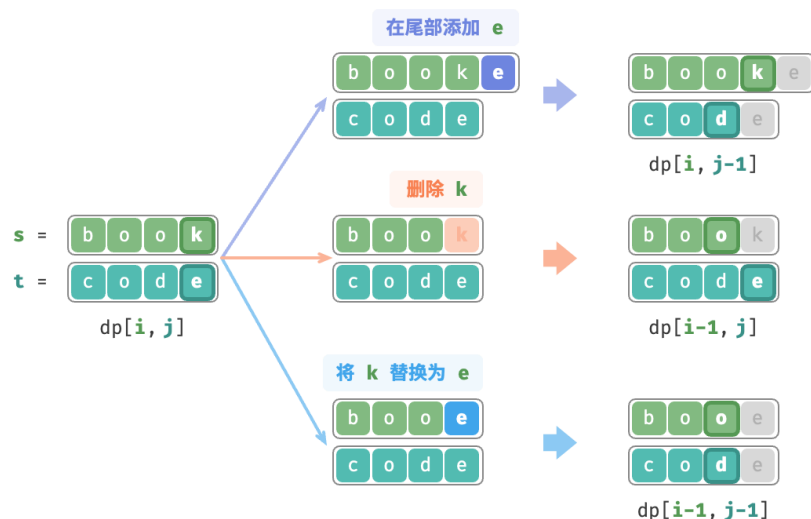 在尾部添加 e
b o o k e
c o d e
b o o k e
c o d e
dp[i, j-1]
s = b o o k
t = c o d e
dp[i, j]
删除 k
b o o k
c o d e
b o o k
c o d e
dp[i-1, j]
将 k 替换为 e
b o o e
c o d e
b o o e
c o d e
dp[i-1, j-1]